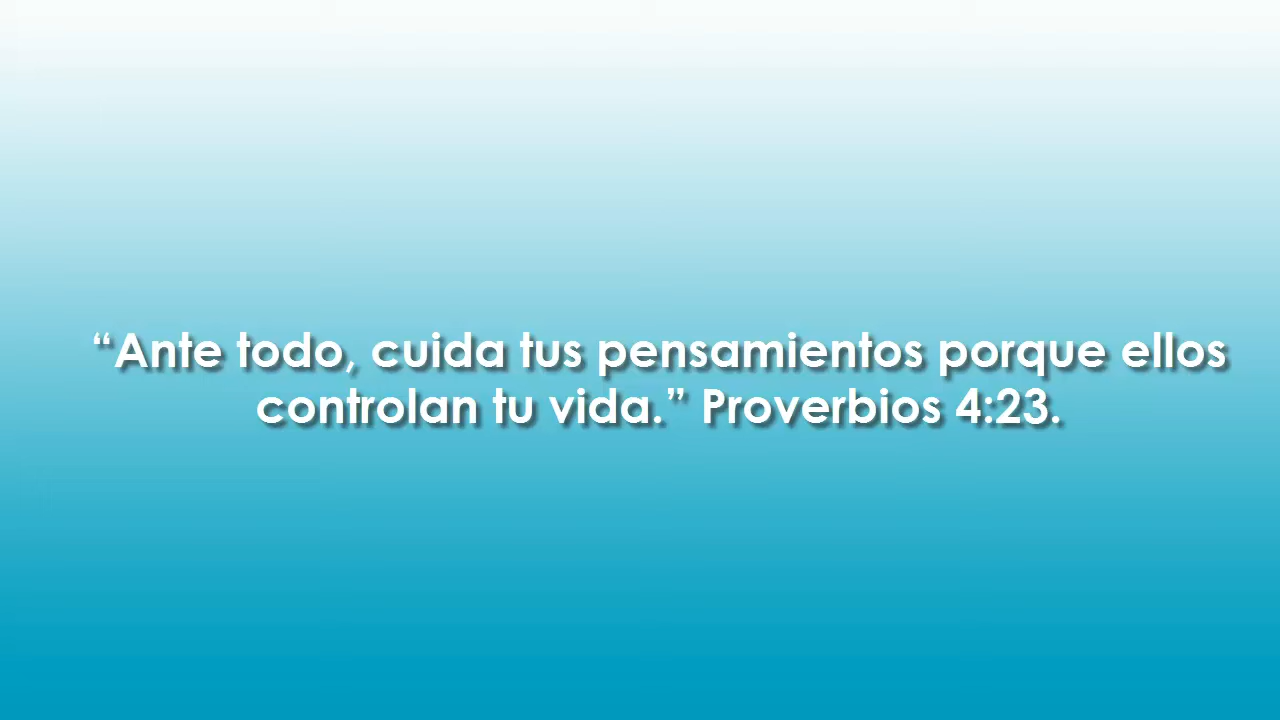 “Ante todo, cuida tus pensamientos porque ellos
controlan tu vida.” Proverbios 4:23.